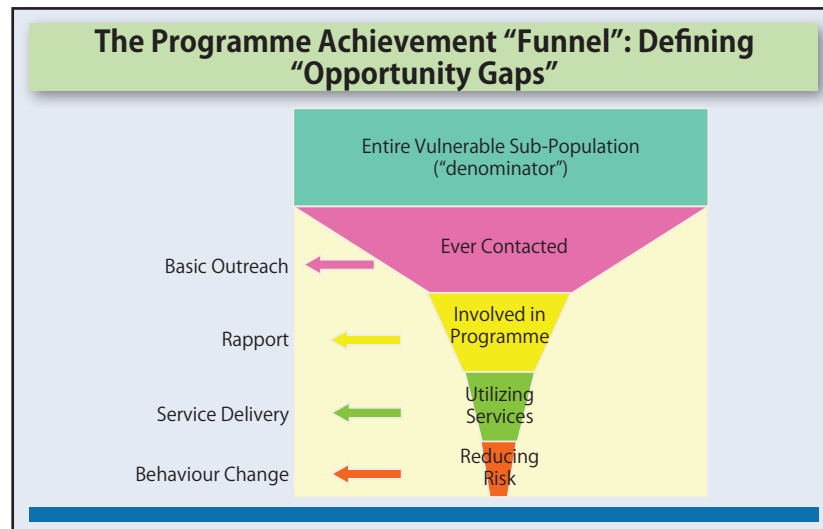 The Programme Achievement “Funnel”: Defining
“Opportunity Gaps”
Entire Vulnerable Sub-Population
(“denominator”)
Ever Contacted
Basic Outreach
Involved in
Programme
Rapport
Utilizing
Services
Service Delivery
Reducing
Risk
Behaviour Change